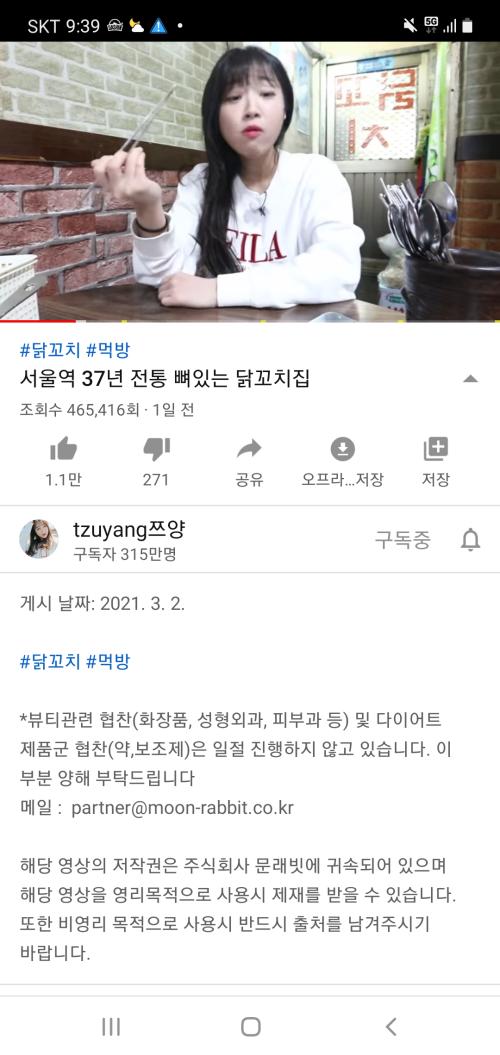 SKT 9:39
5G
FILA
#닭꼬치 #먹방
서울역 37년 전통 뼈있는 닭꼬치집
조회수 465,416회 · 1일 전
1.1만
271
공유
오프라...저장
저장
tzuyang쯔양
구독자 315만명
구독중
게시 날짜: 2021. 3. 2.
#닭꼬치 #먹방
*뷰티관련 협찬(화장품, 성형외과, 피부과 등) 및 다이어트
제품군 협찬(약,보조제)은 일절 진행하지 않고 있습니다. 이
부분 양해 부탁드립니다
메일 : partner@moon-rabbit.co.kr
해당 영상의 저작권은 주식회사 문래빗에 귀속되어 있으며
해당 영상을 영리목적으로 사용시 제재를 받을 수 있습니다.
또한 비영리 목적으로 사용시 반드시 출처를 남겨주시기
바랍니다.